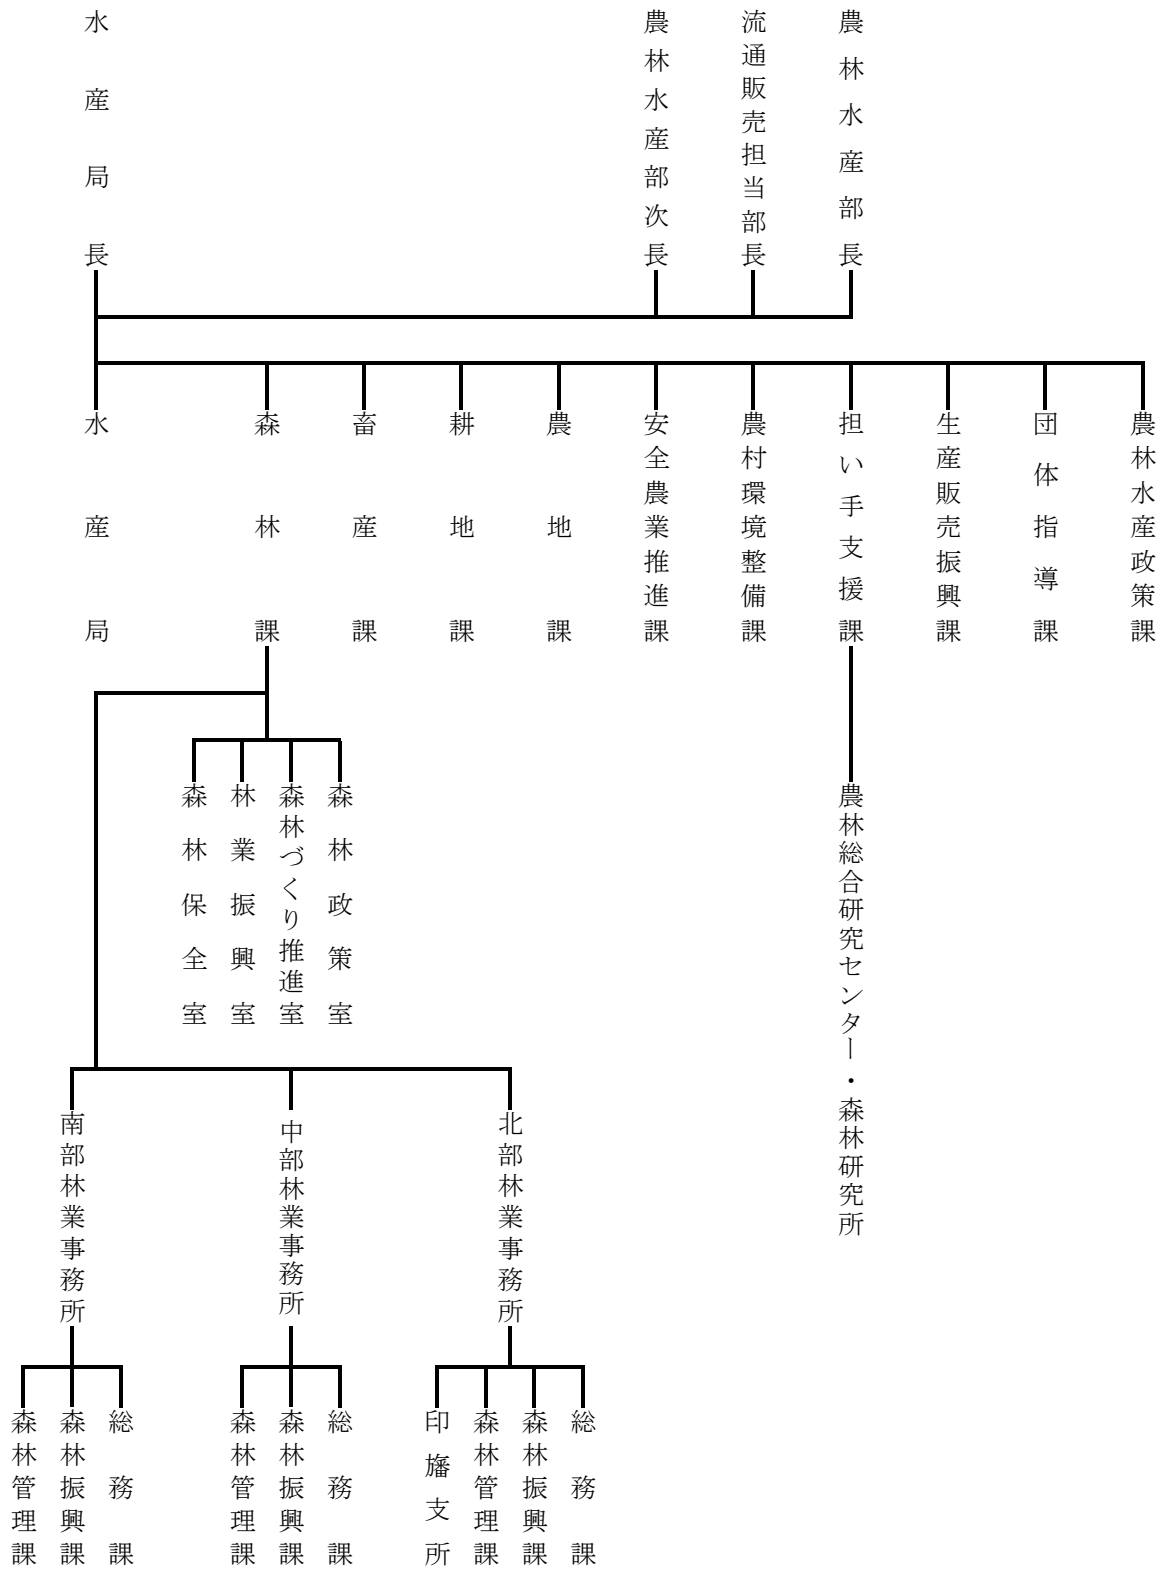 農林水産部長
流通販売担当部長
農林水産部次長
水産局長
農林水産政策課
団体指導課
生産販売振興課
担い手支援課
農村環境整備課
安全農業推進課
農地課
耕地課
畜産課
森林課
水産局
農林総合研究センター・森林研究所
森林政策室
森林づくり推進室
林業振興室
森林保全室
北部林業事務所
中部林業事務所
南部林業事務所
総務課
森林振興課
森林管理課
印旛支所
総務課
森林振興課
森林管理課
総務課
森林振興課
森林管理課